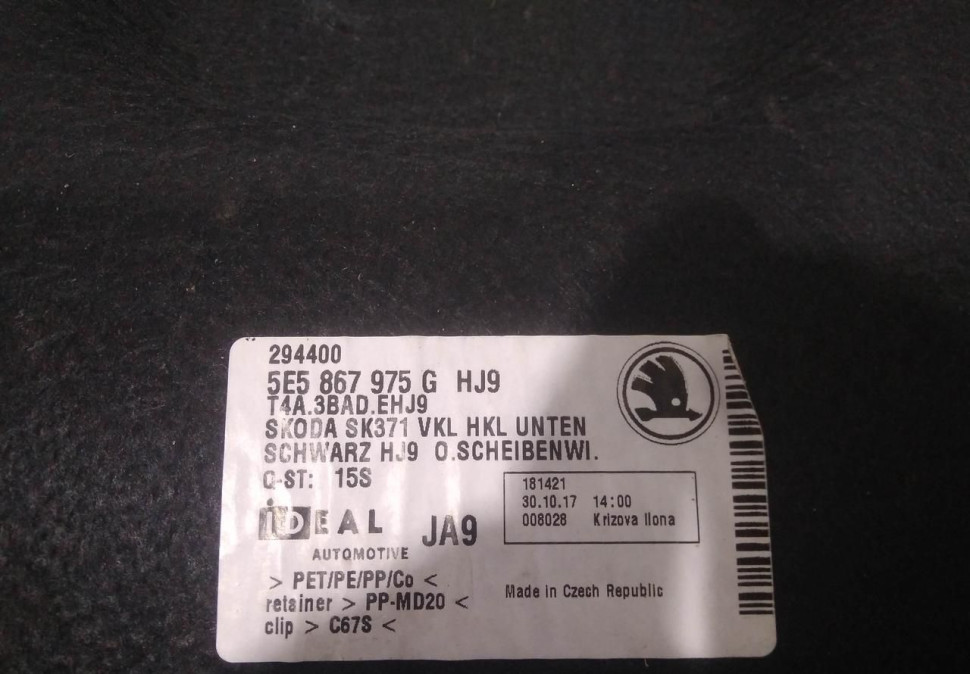 294400
5E5 867 975 G HJ9
T4A.3BAD.EHJ9
SKODA SK371 VKL HKL UNTEN
SCHWARZ HJ9 O.SCHEIBENWI.
Q-ST: 15S
181421
30.10.17 14:00
008028 Krizova Ilona
iDEAL
AUTOMOTIVE
JA9
> PET/PE/PP/Co <
retainer > PP-MD20 <
clip > C67S <
Made in Czech Republic